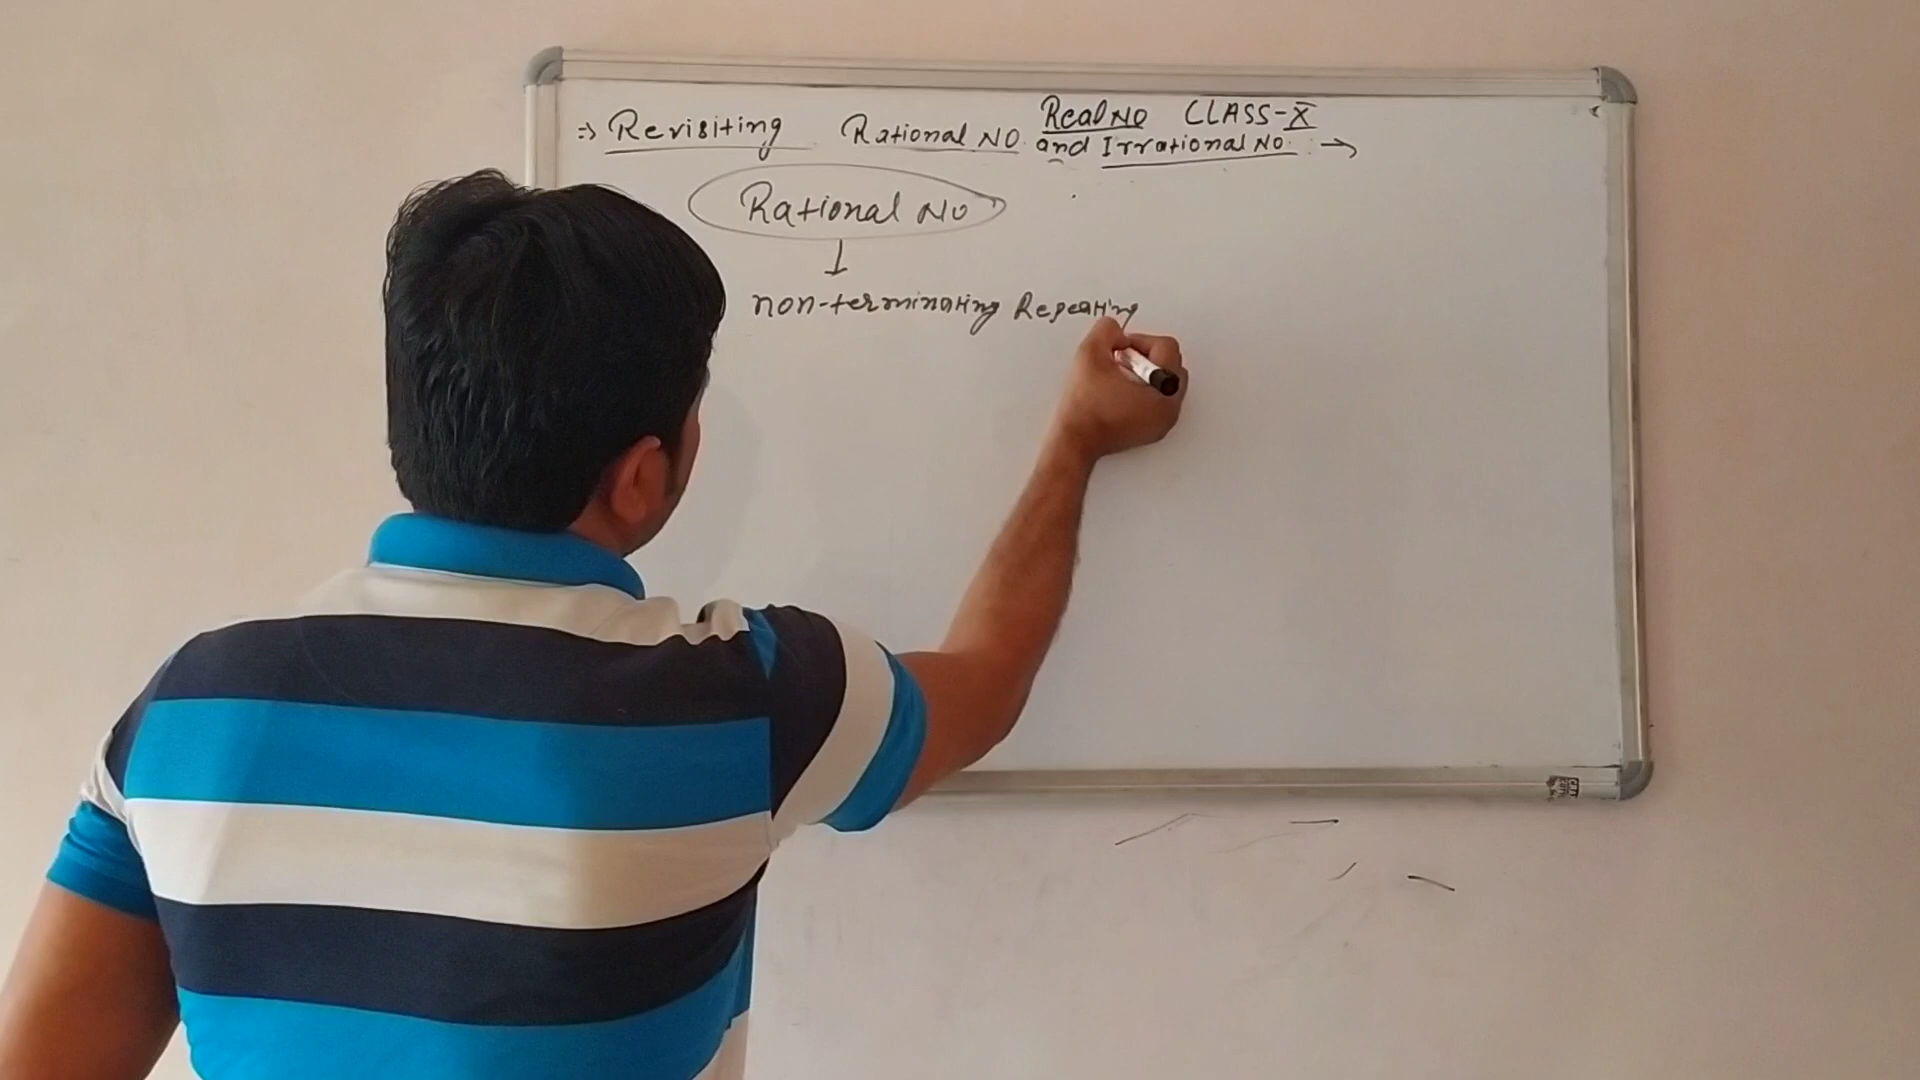 Real No CLASS-X
⇒ Revisiting Rational NO. and Irrational No. →
Rational No
non-terminating Repeating